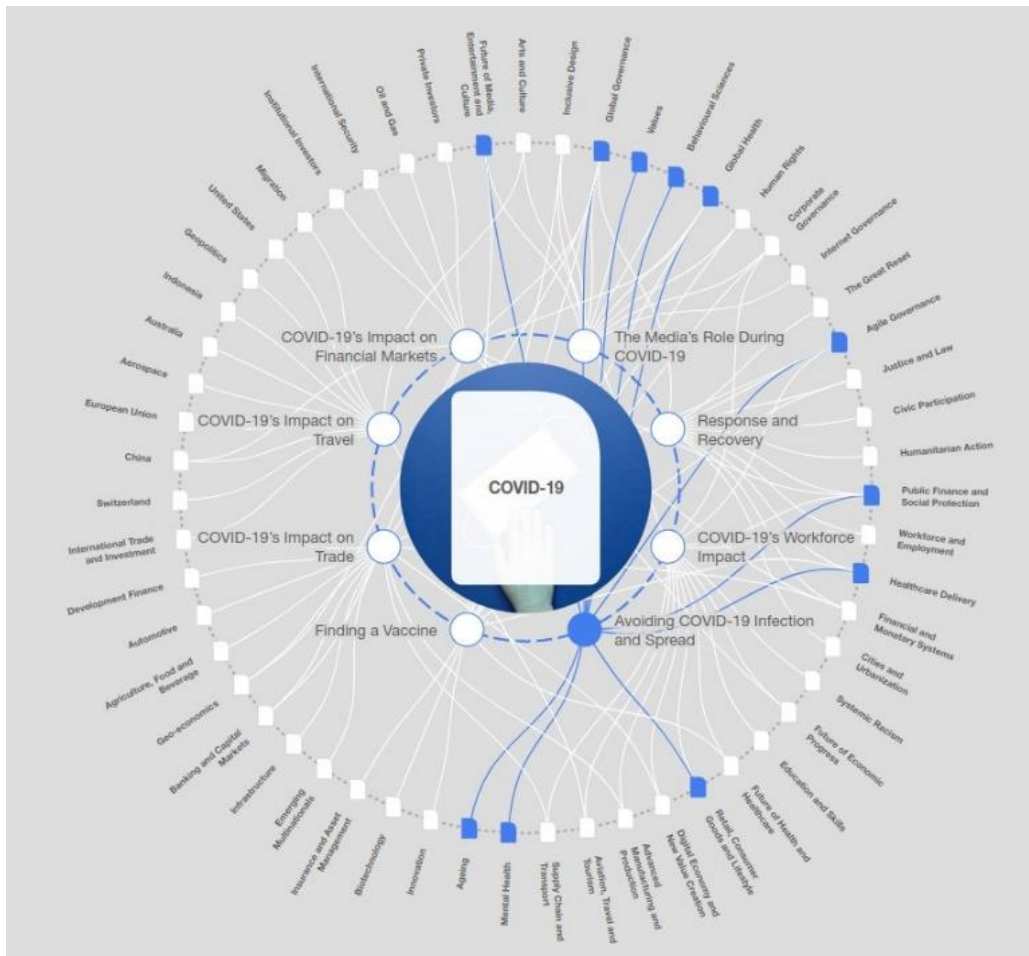 Future of Media,
Entertainment and
Culture
Arts and Culture
Inclusive Design
Global Governance
Values
Behavioural Sciences
Global Health
Human Rights
Corporate
Governance
Internet Governance
The Great Reset
Agile Governance
Justice and Law
Civic Participation
Humanitarian Action
Public Finance and
Social Protection
Workforce and
Employment
Healthcare Delivery
Financial and
Monetary Systems
Cities and
Urbanization
Systemic Racism
Future of Economic
Progress
Education and Skills
Future of Health and
Healthcare
Retail, Consumer
Goods and Lifestyle
Digital Economy and
New Value Creation
Advanced
Manufacturing and
Production
Aviation, Travel and
Tourism
Supply Chain and
Transport
Mental Health
Ageing
Innovation
Biotechnology
Insurance and Asset
Management
Emerging
Multinationals
Infrastructure
Banking and Capital
Markets
Geo-economics
Agriculture, Food and
Beverage
Automotive
Development Finance
International Trade
and Investment
Switzerland
China
European Union
Aerospace
Australia
Indonesia
Geopolitics
United States
Migration
Institutional Investors
International Security
Oil and Gas
Private Investors
COVID-19's Impact on
Financial Markets
The Media's Role During
COVID-19
COVID-19's Impact on
Travel
Response and
Recovery
COVID-19
COVID-19's Impact on
Trade
COVID-19's Workforce
Impact
Finding a Vaccine
Avoiding COVID-19 Infection
and Spread